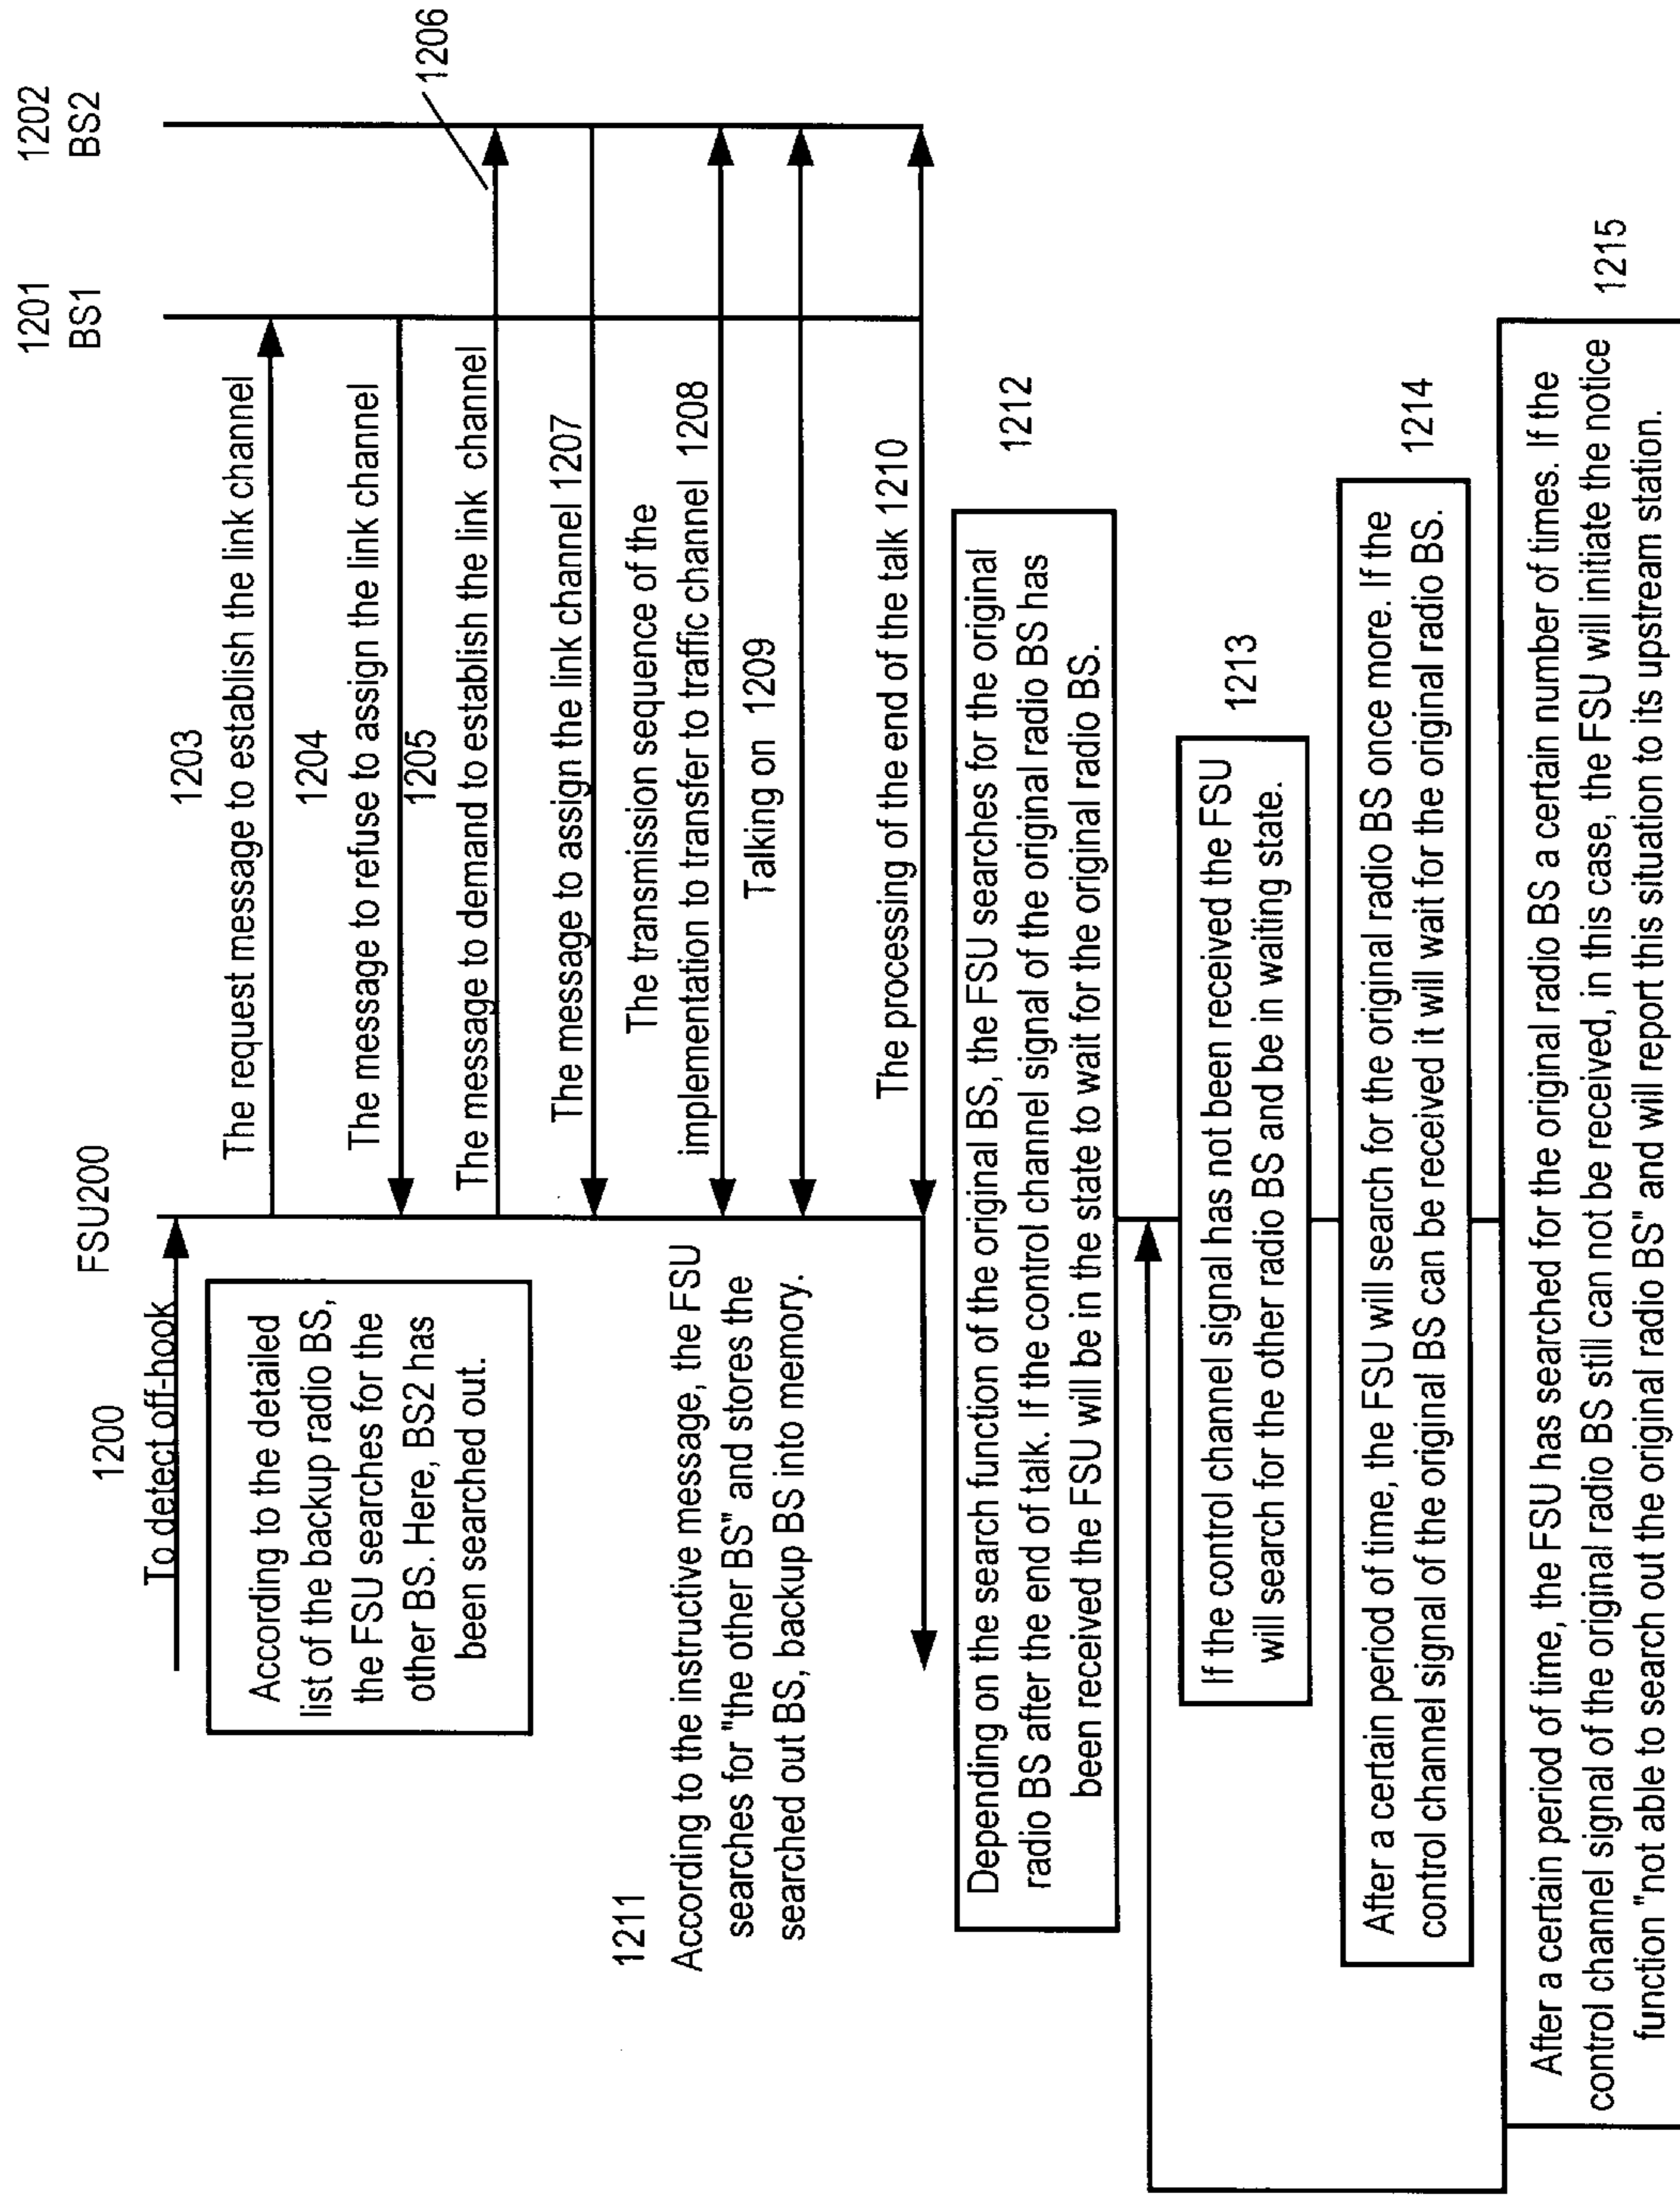 1200
To detect off-hook
FSU200
1201
BS1
1202
BS2
According to the detailed
list of the backup radio BS,
the FSU searches for the
other BS. Here, BS2 has
been searched out.
1203
The request message to establish the link channel
1204
The message to refuse to assign the link channel
1205
The message to demand to establish the link channel
1206
The message to assign the link channel 1207
The transmission sequence of the
implementation to transfer to traffic channel 1208
Talking on 1209
The processing of the end of the talk 1210
1211
According to the instructive message, the FSU
searches for "the other BS" and stores the
searched out BS, backup BS into memory.
Depending on the search function of the original BS, the FSU searches for the original
radio BS after the end of talk. If the control channel signal of the original radio BS has
been received the FSU will be in the state to wait for the original radio BS.
1212
If the control channel signal has not been received the FSU
will search for the other radio BS and be in waiting state.
1213
After a certain period of time, the FSU will search for the original radio BS once more. If the
control channel signal of the original BS can be received it will wait for the original radio BS.
1214
After a certain period of time, the FSU has searched for the original radio BS a certain number of times. If the
control channel signal of the original radio BS still can not be received, in this case, the FSU will initiate the notice
function "not able to search out the original radio BS" and will report this situation to its upstream station.
1215